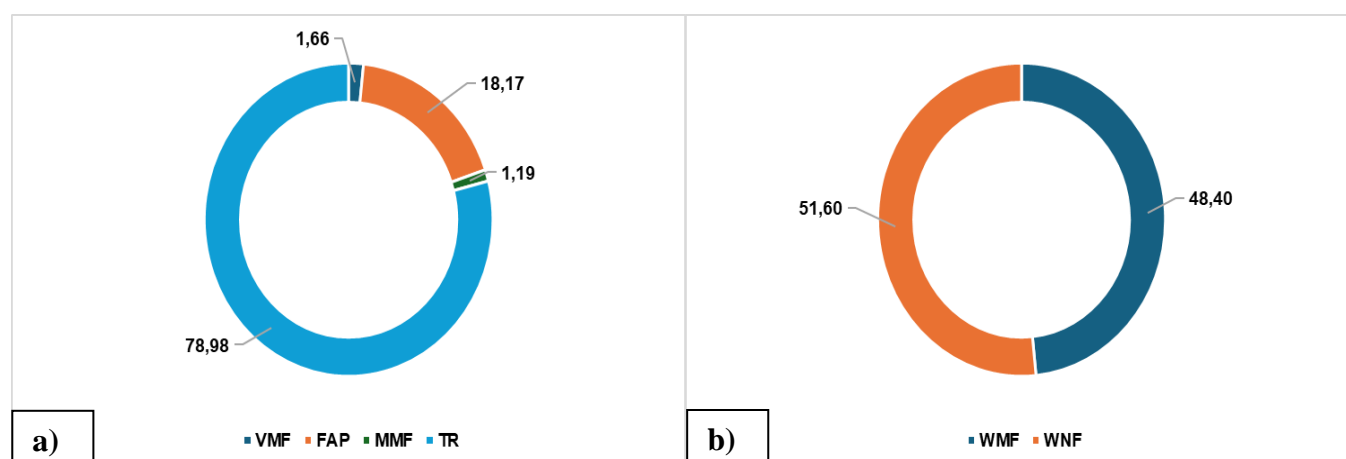 1,66
18,17
1,19
78,98
a)
VMF FAP MMF TR
51,60
48,40
b)
WMF WNF